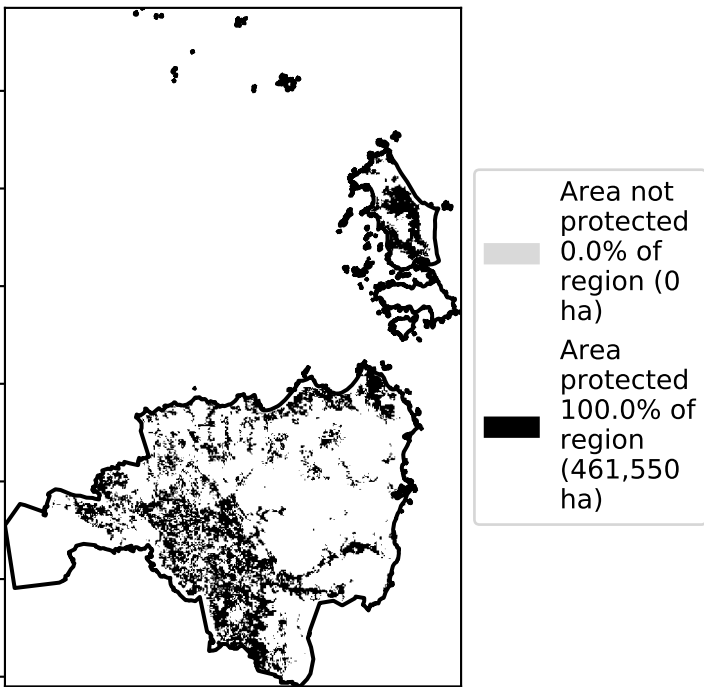 Area not
protected
0.0% of
region (0
ha)
Area
protected
100.0% of
region
(461,550
ha)